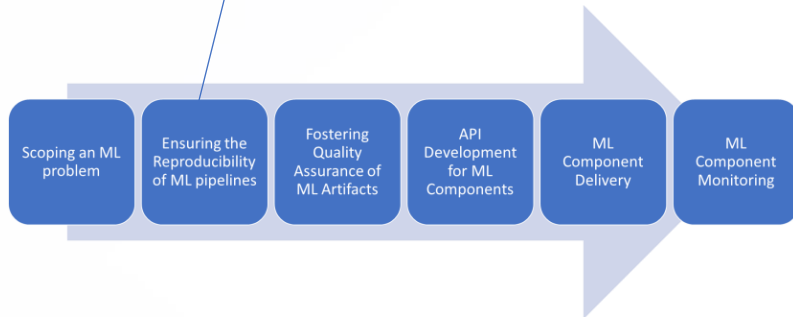 Scoping an ML
problem
Ensuring the
Reproducibility
of ML pipelines
Fostering
Quality
Assurance of
ML Artifacts
API
Development
for ML
Components
ML
Component
Delivery
ML
Component
Monitoring